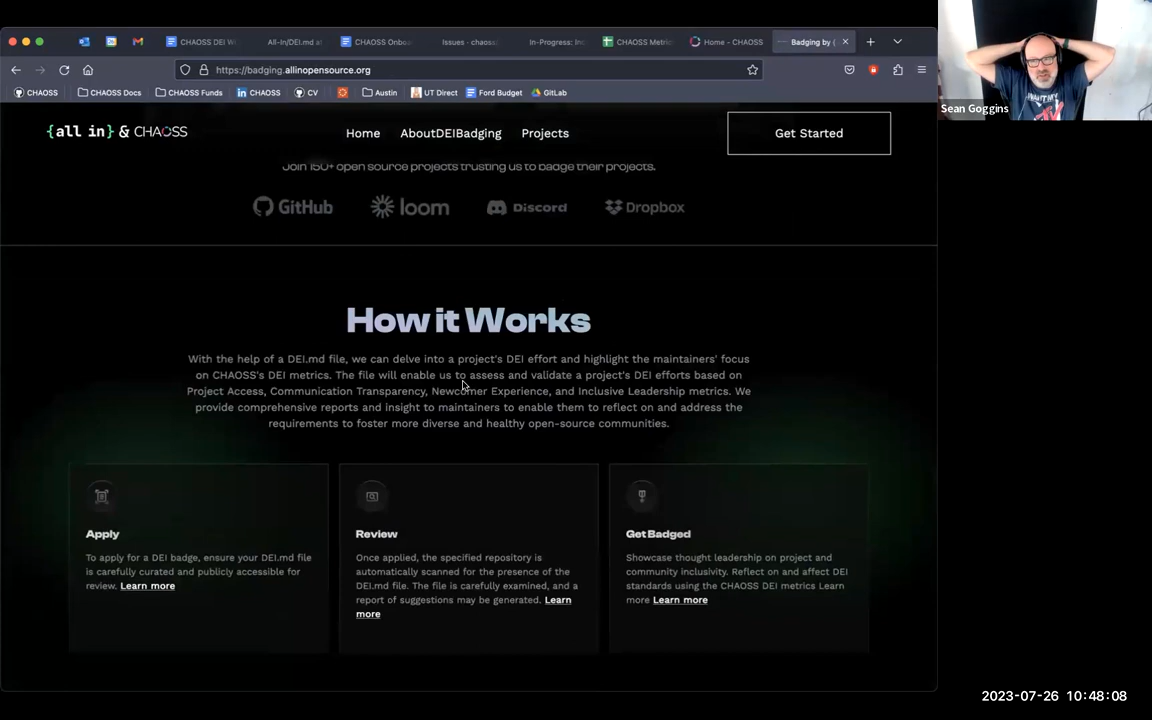 CHAOSS DEI W
All-In/DEI.md at
CHAOSS Onbo
Issues · chaoss
In-Progress: Inc
CHAOSS Metric
Home - CHAOSS
Badging by {
https://badging.allinopensource.org
CHAOSS
CHAOSS Docs
CHAOSS Funds
CHAOSS
CV
Austin
UT Direct
Ford Budget
GitLab
Sean Goggins
{all in} & CHAOSS
Home
AboutDEIBadging
Projects
Get Started
Join 150+ open source projects trusting us to badge their projects.
GitHub
loom
Discord
Dropbox
How it Works
With the help of a DEI.md file, we can delve into a project's DEI effort and highlight the maintainers' focus
on CHAOSS's DEI metrics. The file will enable us to assess and validate a project's DEI efforts based on
Project Access, Communication Transparency, Newcomer Experience, and Inclusive Leadership metrics. We
provide comprehensive reports and insight to maintainers to enable them to reflect on and address the
requirements to foster more diverse and healthy open-source communities.
Apply
To apply for a DEI badge, ensure your DEI.md file
is carefully curated and publicly accessible for
review. Learn more
Review
Once applied, the specified repository is
automatically scanned for the presence of the
DEI.md file. The file is carefully examined, and a
report of suggestions may be generated. Learn
more
Get Badged
Showcase thought leadership on project and
community inclusivity. Reflect on and affect DEI
standards using the CHAOSS DEI metrics Learn
more Learn more
2023-07-26 10:48:08